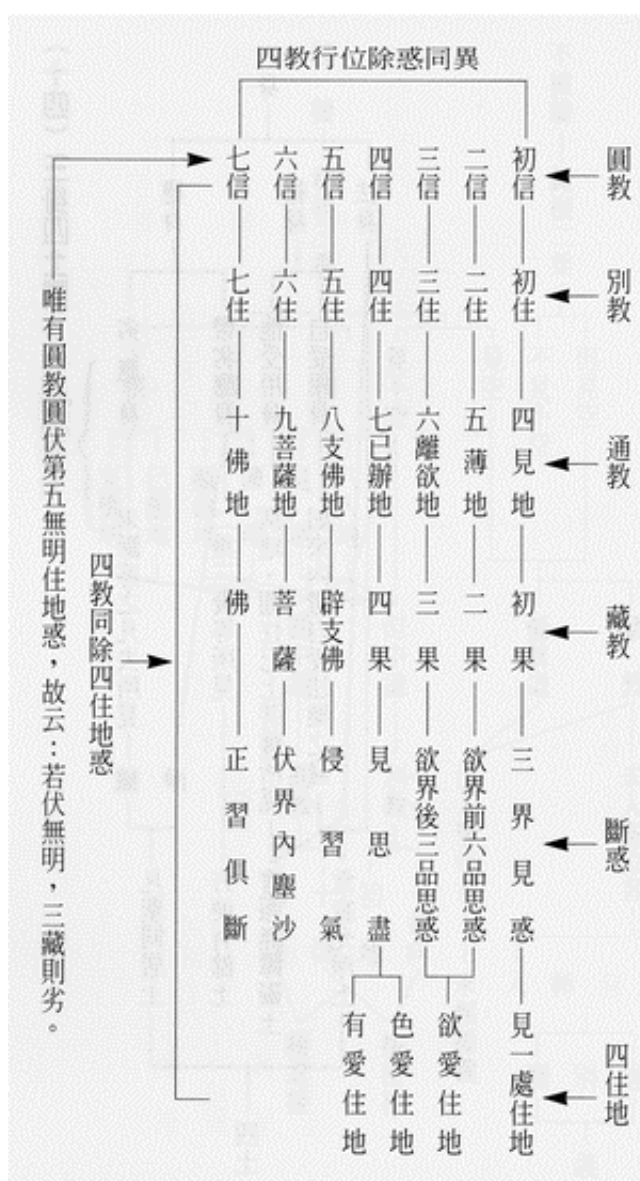 四教行位除惑同異
圓教
別教
通教
藏教
斷惑
四住地
初信
初住
四見地
初果
三界見惑
見一處住地
二信
二住
五薄地
二果
欲界前六品思惑
三信
三住
六離欲地
三果
欲界後三品思惑
欲愛住地
四信
四住
七已辦地
四果
見思盡
色愛住地
有愛住地
五信
五住
八支佛地
辟支佛
侵習氣
六信
六住
九菩薩地
菩薩
伏界內塵沙
七信
七住
十佛地
佛
正習俱斷
四教同除四住地惑
唯有圓教圓伏第五無明住地惑，故云：若伏無明，三藏則劣。